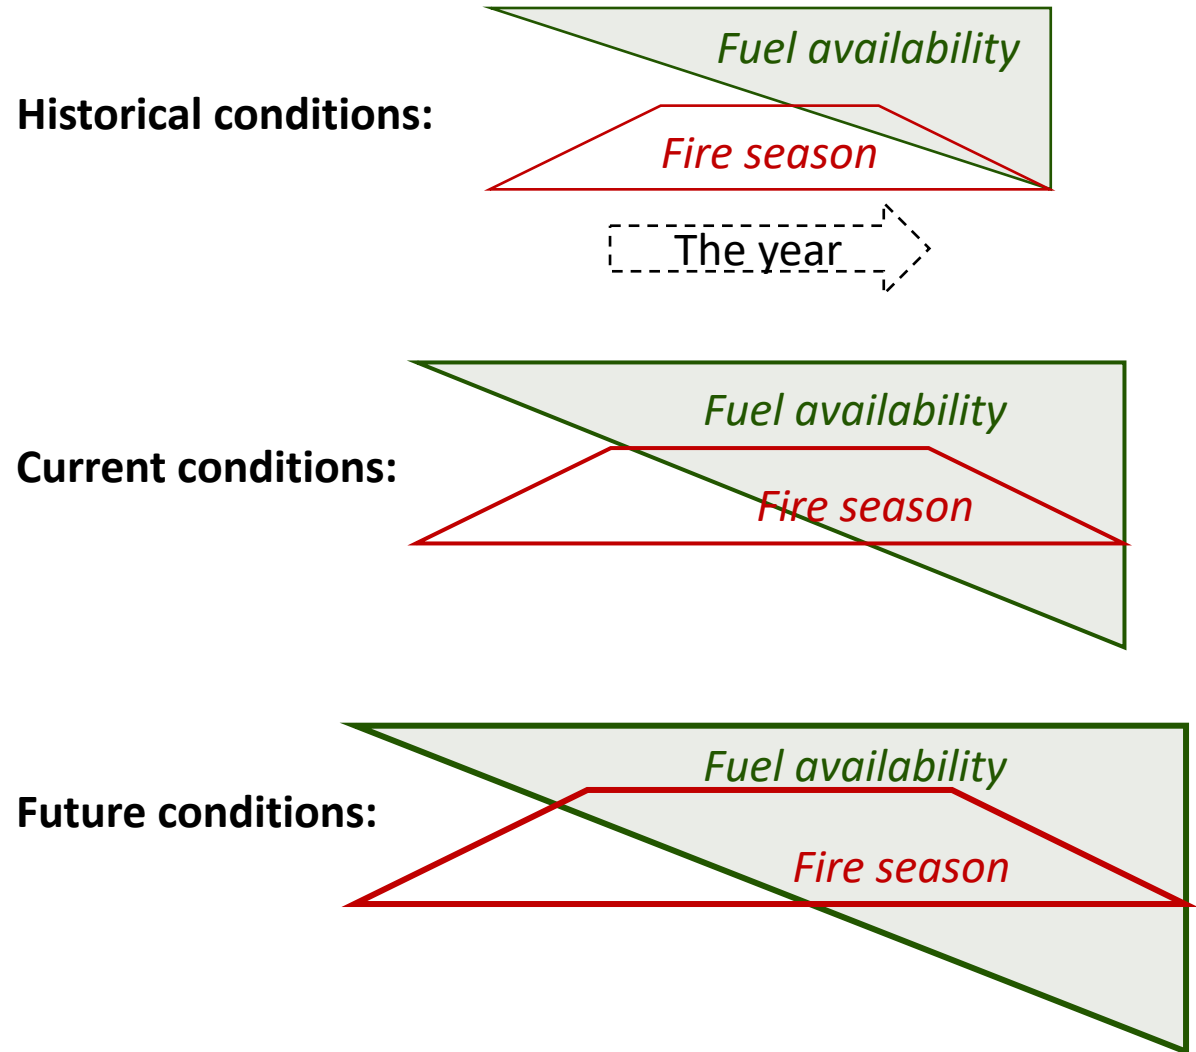 Fuel availability
Historical conditions:
Fire season
The year
Fuel availability
Current conditions:
Fire season
Fuel availability
Future conditions:
Fire season